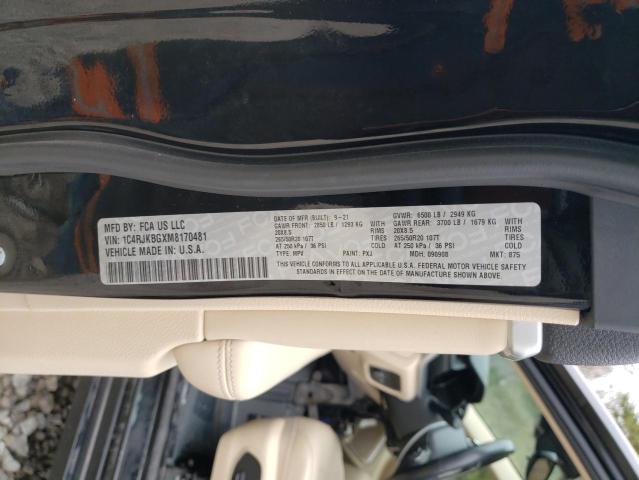 MFD BY: FCA US LLC
VIN: 1C4RJKBGXM8170481
VEHICLE MADE IN: U.S.A.
DATE OF MFR (BUILT): 9-21 GVWR: 6500 LB / 2949 KG
GAWR FRONT: 2850 LB / 1293 KG GAWR REAR: 3700 LB / 1679 KG
20X8.5 RIMS 20X8.5 RIMS
265/50R20 107T TIRES 265/50R20 107T TIRES
AT 250 kPa / 36 PSI AT 250 kPa / 36 PSI
TYPE: MPV PAINT: PXJ MDH: 090908 MKT: 875
THIS VEHICLE CONFORMS TO ALL APPLICABLE U.S.A. FEDERAL MOTOR VEHICLE SAFETY
STANDARDS IN EFFECT ON THE DATE OF MANUFACTURE SHOWN ABOVE.